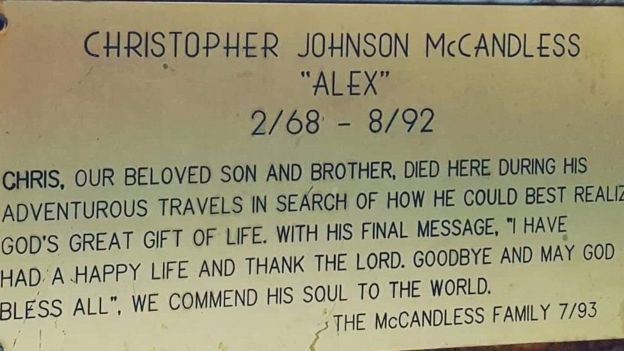 CHRISTOPHER JOHNSON McCANDLESS
"ALEX"
2/68 - 8/92
CHRIS, OUR BELOVED SON AND BROTHER, DIED HERE DURING HIS
ADVENTUROUS TRAVELS IN SEARCH OF HOW HE COULD BEST REALIZ
GOD'S GREAT GIFT OF LIFE. WITH HIS FINAL MESSAGE, "I HAVE
HAD A HAPPY LIFE AND THANK THE LORD. GOODBYE AND MAY GOD
BLESS ALL", WE COMMEND HIS SOUL TO THE WORLD.
THE McCANDLESS FAMILY 7/93